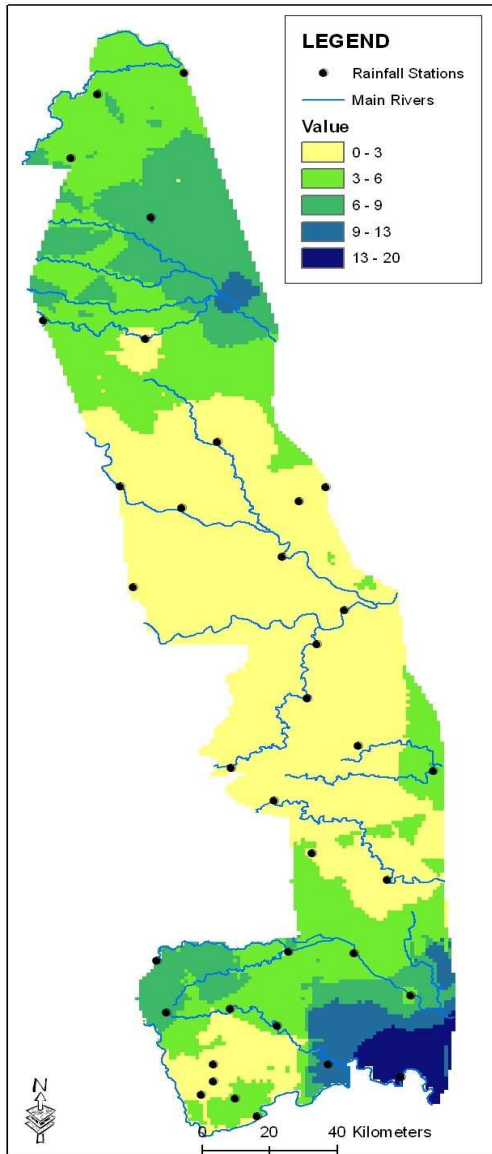 LEGEND
Rainfall Stations
Main Rivers
Value
0 - 3
3 - 6
6 - 9
9 - 13
13 - 20
N
0 20 40 Kilometers